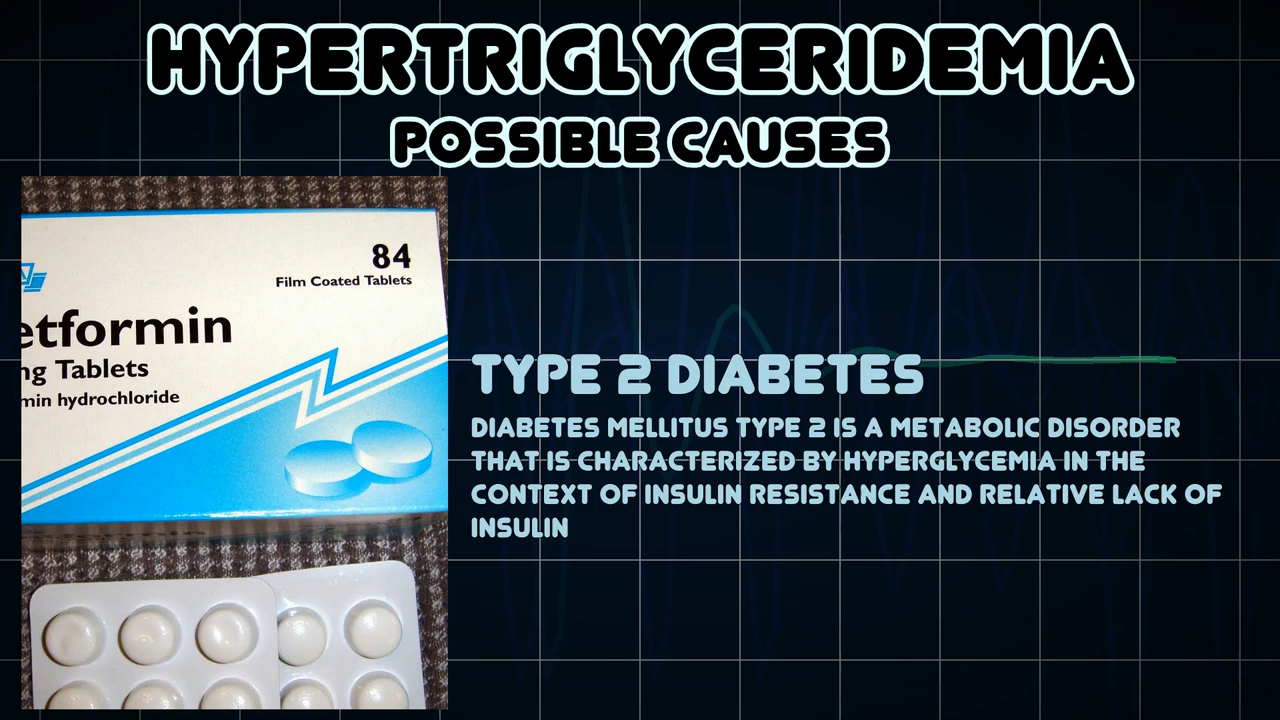 HYPERTRIGLYCERIDEMIA
POSSIBLE CAUSES
84
Film Coated Tablets
etformin
ng Tablets
min hydrochloride
TYPE 2 DIABETES
DIABETES MELLITUS TYPE 2 IS A METABOLIC DISORDER
THAT IS CHARACTERIZED BY HYPERGLYCEMIA IN THE
CONTEXT OF INSULIN RESISTANCE AND RELATIVE LACK OF
INSULIN